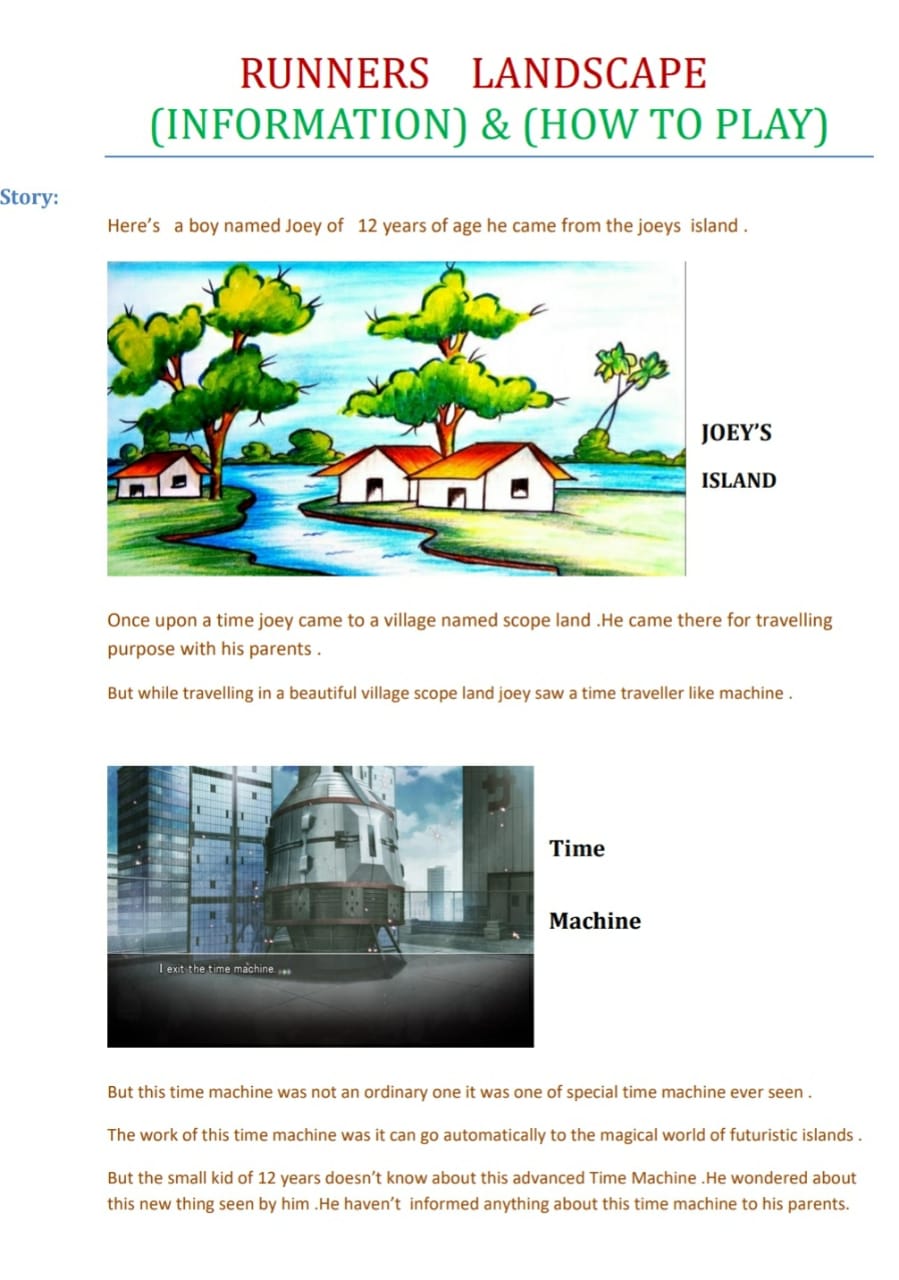 RUNNERS LANDSCAPE
(INFORMATION) & (HOW TO PLAY)
Story:
Here's a boy named Joey of 12 years of age he came from the joeys island .
JOEY'S
ISLAND
Once upon a time joey came to a village named scope land .He came there for travelling
purpose with his parents .
But while travelling in a beautiful village scope land joey saw a time traveller like machine .
Time
Machine
I exit the time machine.
But this time machine was not an ordinary one it was one of special time machine ever seen .
The work of this time machine was it can go automatically to the magical world of futuristic islands .
But the small kid of 12 years doesn't know about this advanced Time Machine .He wondered about
this new thing seen by him .He haven't informed anything about this time machine to his parents.